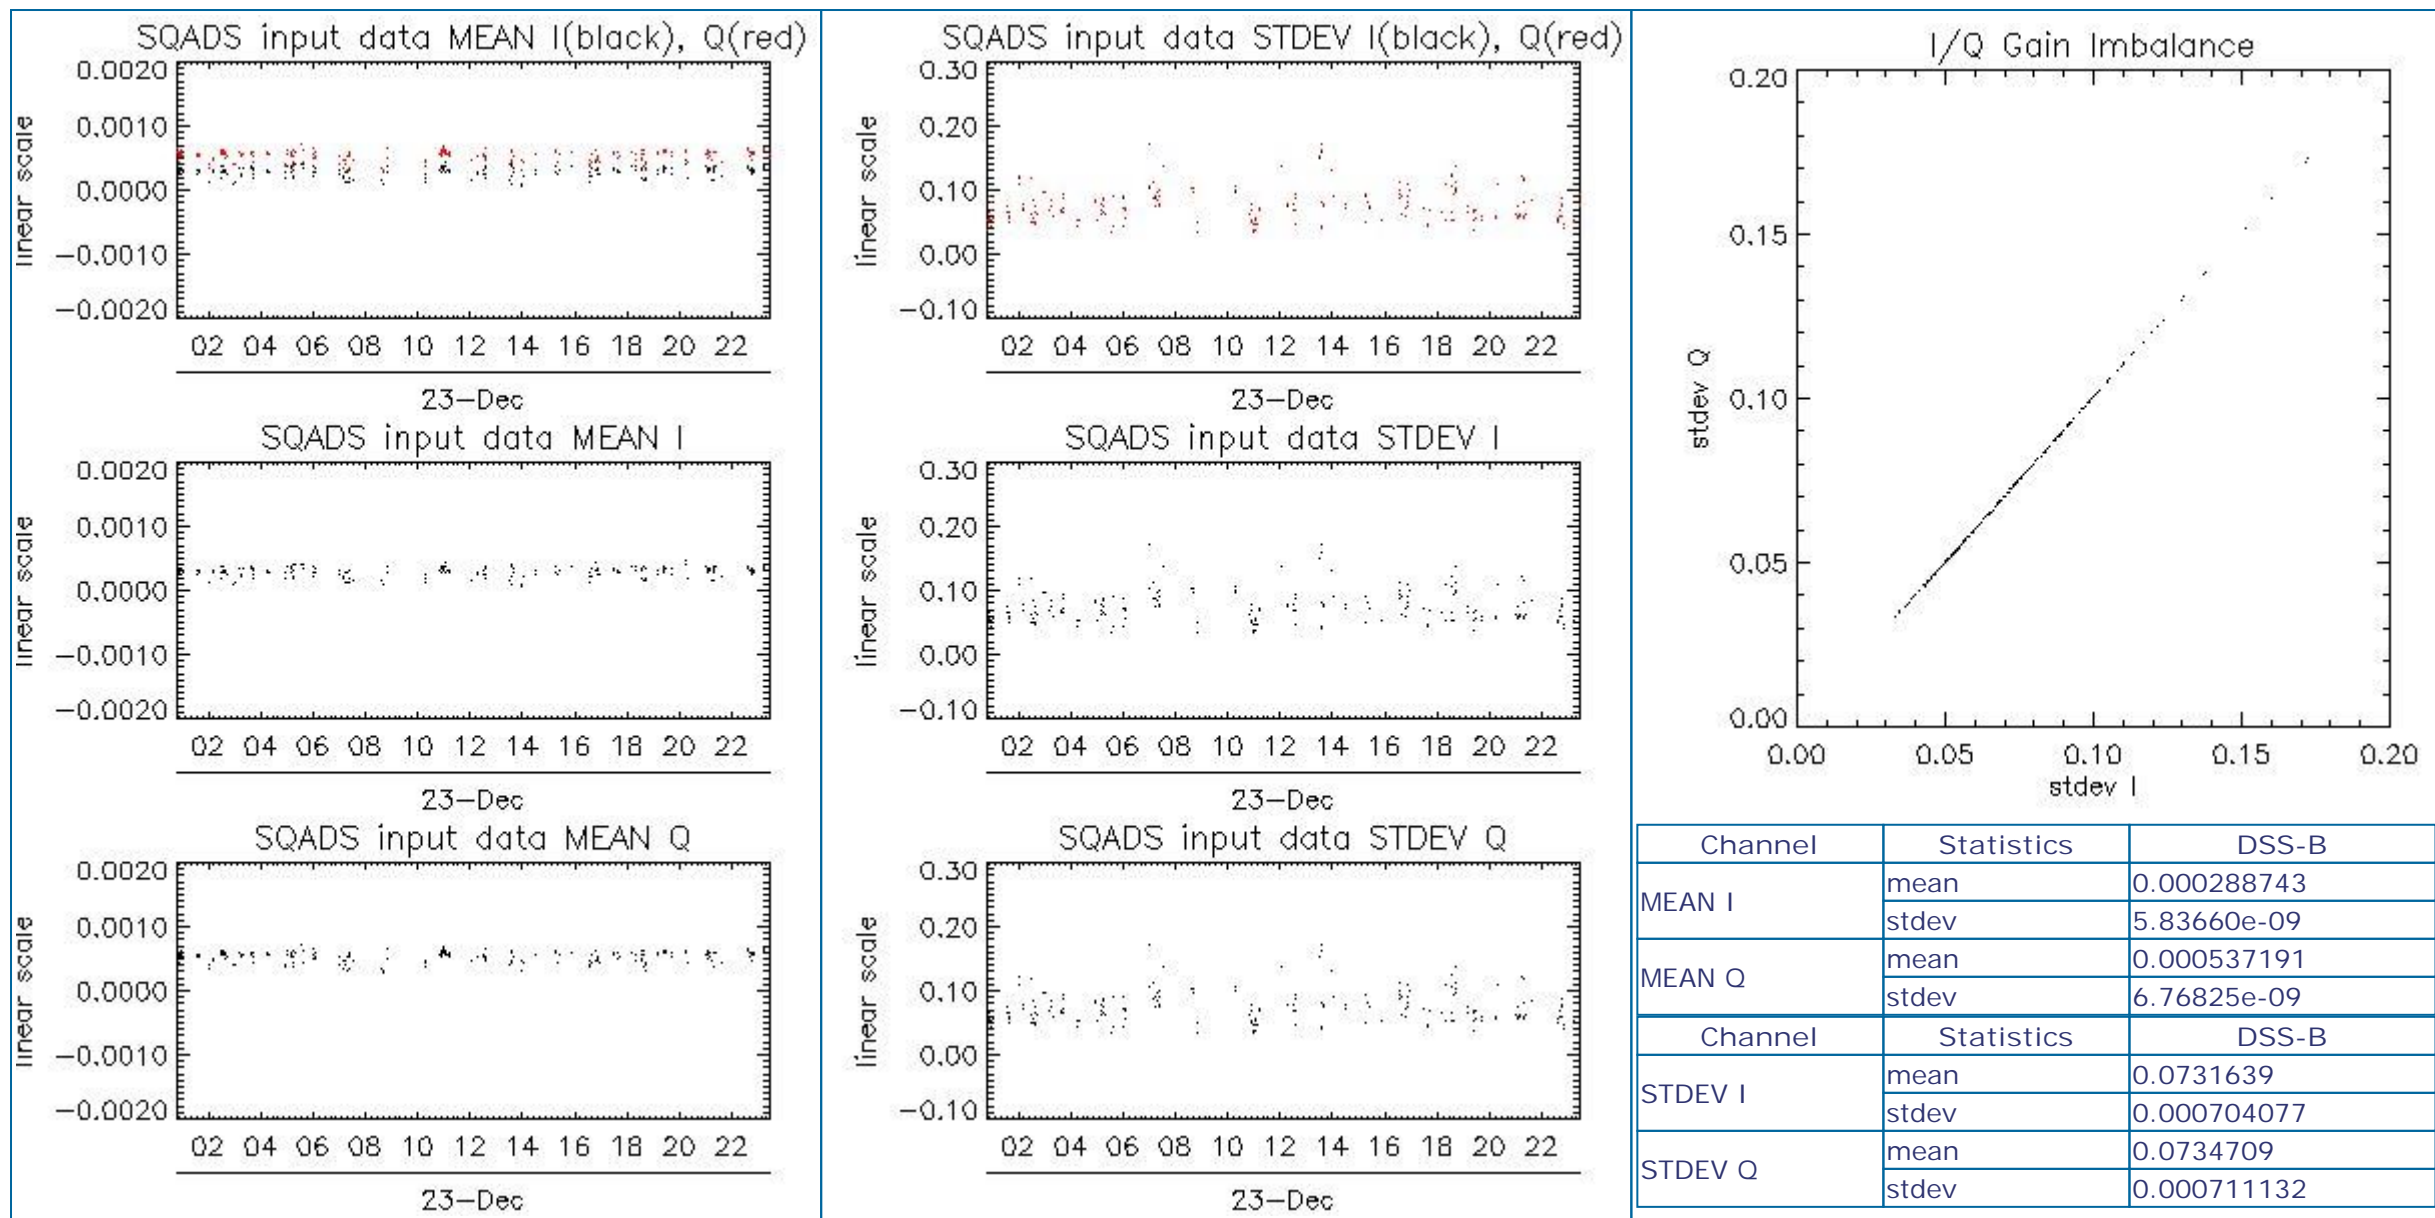 SQADS input data MEAN I(black), Q(red)
linear scale
0.0020
0.0010
0.0000
-0.0010
-0.0020
02 04 06 08 10 12 14 16 18 20 22
23-Dec
SQADS input data MEAN I
linear scale
0.0020
0.0010
0.0000
-0.0010
-0.0020
02 04 06 08 10 12 14 16 18 20 22
23-Dec
SQADS input data MEAN Q
linear scale
0.0020
0.0010
0.0000
-0.0010
-0.0020
02 04 06 08 10 12 14 16 18 20 22
23-Dec
SQADS input data STDEV I(black), Q(red)
linear scale
0.30
0.20
0.10
0.00
-0.10
02 04 06 08 10 12 14 16 18 20 22
23-Dec
SQADS input data STDEV I
linear scale
0.30
0.20
0.10
0.00
-0.10
02 04 06 08 10 12 14 16 18 20 22
23-Dec
SQADS input data STDEV Q
linear scale
0.30
0.20
0.10
0.00
-0.10
02 04 06 08 10 12 14 16 18 20 22
23-Dec
I/Q Gain Imbalance
stdev Q
0.20
0.15
0.10
0.05
0.00
0.00 0.05 0.10 0.15 0.20
stdev I
Channel Statistics DSS-B
MEAN I mean 0.000288743
stdev 5.83660e-09
MEAN Q mean 0.000537191
stdev 6.76825e-09
Channel Statistics DSS-B
STDEV I mean 0.0731639
stdev 0.000704077
STDEV Q mean 0.0734709
stdev 0.000711132